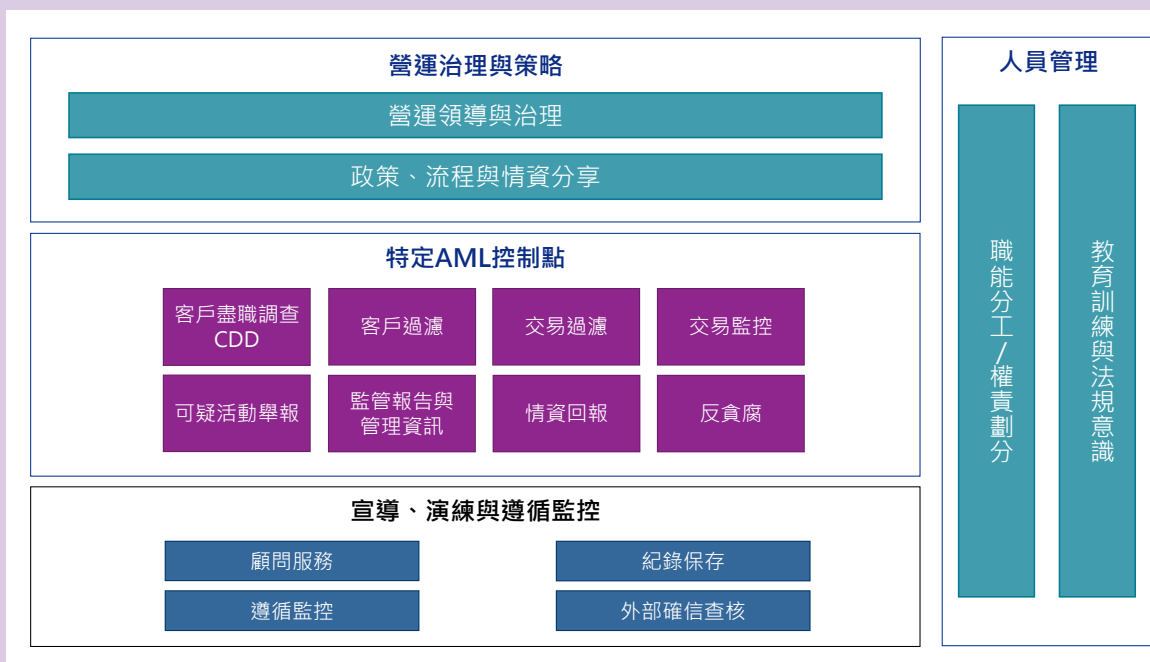 營運治理與策略
營運領導與治理
政策、流程與情資分享
特定AML控制點
客戶盡職調查
CDD
客戶過濾
交易過濾
交易監控
可疑活動舉報
監管報告與
管理資訊
情資回報
反貪腐
宣導、演練與遵循監控
顧問服務
紀錄保存
遵循監控
外部確信查核
人員管理
職能分工/權責劃分
教育訓練與法規意識